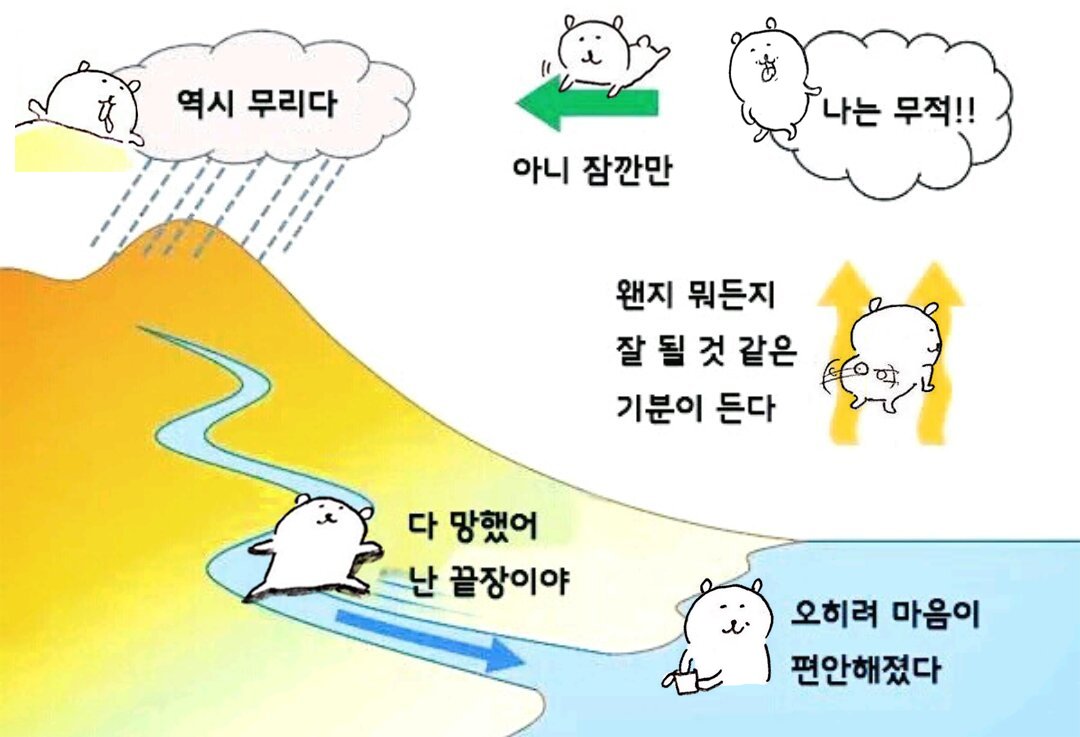 역시 무리다
아니 잠깐만
나는 무적!!
왠지 뭐든지
잘 될 것 같은
기분이 든다
다 망했어
난 끝장이야
오히려 마음이
편안해졌다